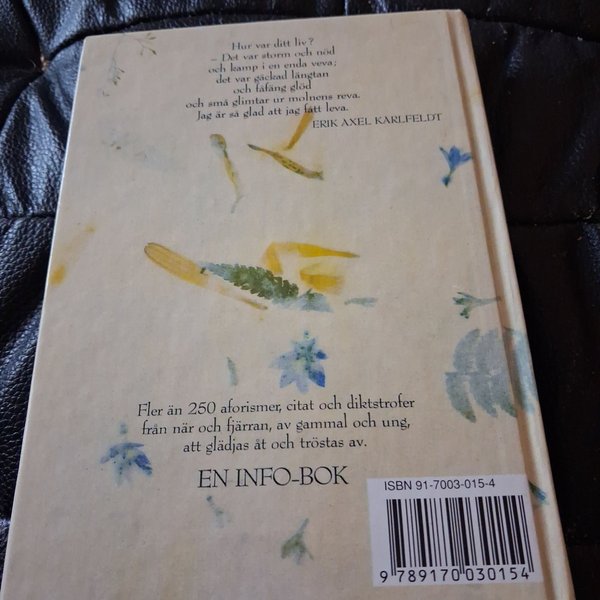 Hur var ditt liv?
– Det var storm och nöd
och kamp i en enda veva;
det var gäckad längtan
och fåfäng glöd
och små glimtar ur molnens reva.
Jag är så glad att jag fått leva.
ERIK AXEL KARLFELDT
Fler än 250 aforismer, citat och diktstrofer
från när och fjärran, av gammal och ung,
att glädjas åt och tröstas av.
EN INFO-BOK
ISBN 91-7003-015-4
9 789170 030154